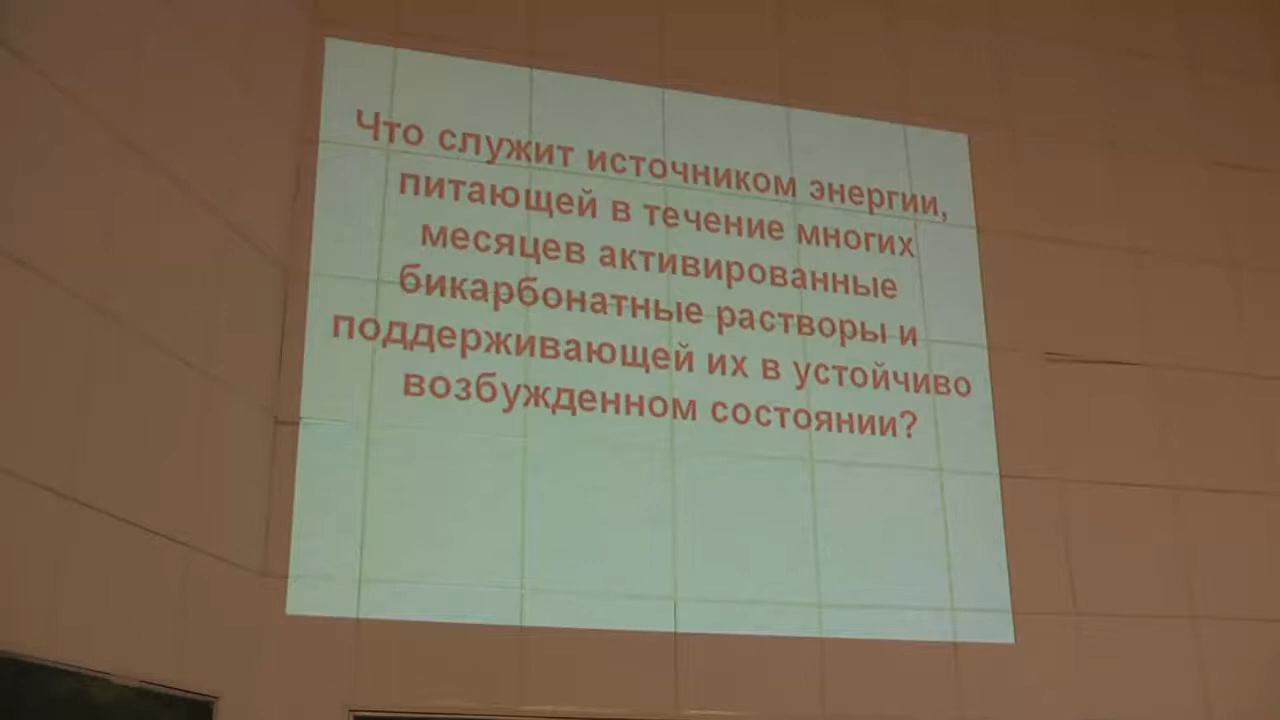 Что служит источником энергии,
питающей в течение многих
месяцев активированные
бикарбонатные растворы и
поддерживающей их в устойчиво
возбужденном состоянии?